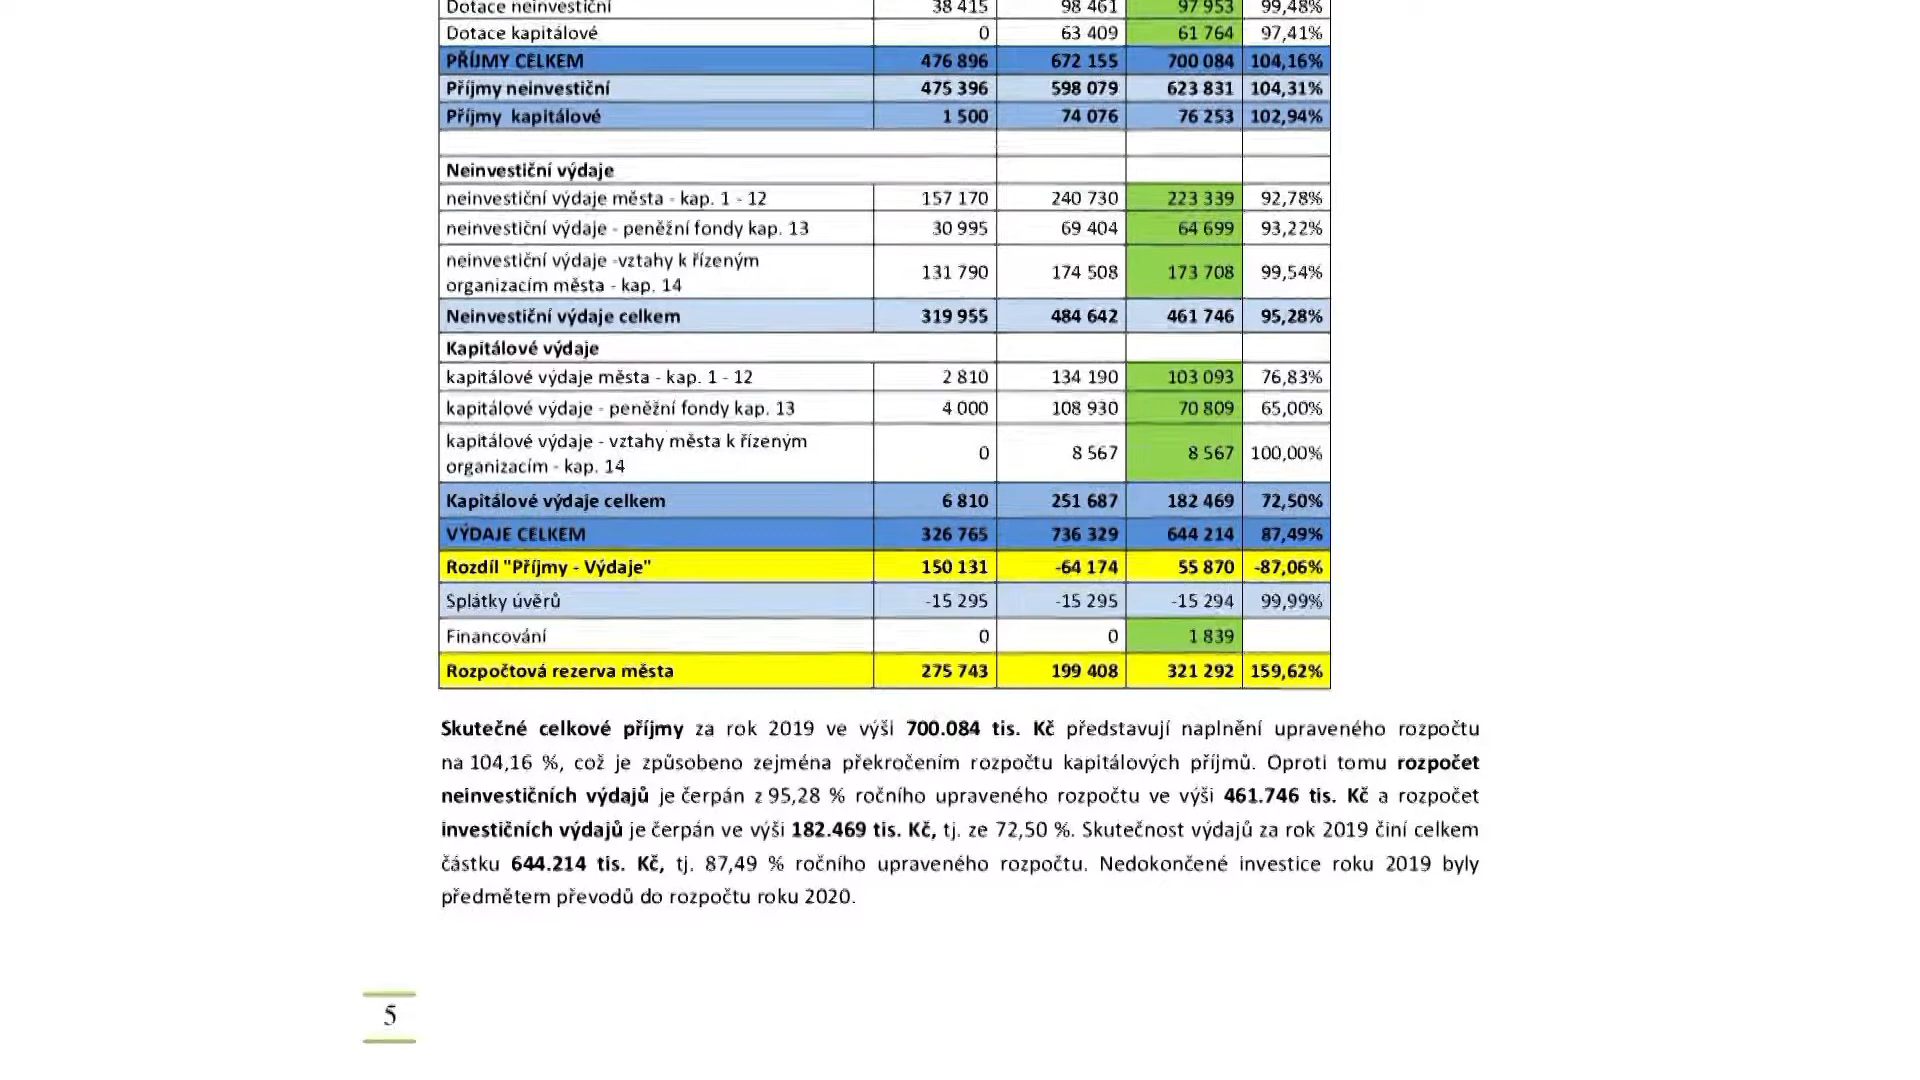 Dotace neinvestiční 38 415 98 461 97 953 99,48%
Dotace kapitálové 0 63 409 61 764 97,41%
PŘÍJMY CELKEM 476 896 672 155 700 084 104,16%
Příjmy neinvestiční 475 396 598 079 623 831 104,31%
Příjmy kapitálové 1 500 74 076 76 253 102,94%
Neinvestiční výdaje
neinvestiční výdaje města - kap. 1 - 12 157 170 240 730 223 339 92,78%
neinvestiční výdaje - peněžní fondy kap. 13 30 995 69 404 64 699 93,22%
neinvestiční výdaje -vztahy k řízeným
organizacím města - kap. 14 131 790 174 508 173 708 99,54%
Neinvestiční výdaje celkem 319 955 484 642 461 746 95,28%
Kapitálové výdaje
kapitálové výdaje města - kap. 1 - 12 2 810 134 190 103 093 76,83%
kapitálové výdaje - peněžní fondy kap. 13 4 000 108 930 70 809 65,00%
kapitálové výdaje - vztahy města k řízeným
organizacím - kap. 14 0 8 567 8 567 100,00%
Kapitálové výdaje celkem 6 810 251 687 182 469 72,50%
VÝDAJE CELKEM 326 765 736 329 644 214 87,49%
Rozdíl "Příjmy - Výdaje" 150 131 -64 174 55 870 -87,06%
Splátky úvěrů -15 295 -15 295 -15 294 99,99%
Financování 0 0 1 839
Rozpočtová rezerva města 275 743 199 408 321 292 159,62%
Skutečné celkové příjmy za rok 2019 ve výši 700.084 tis. Kč představují naplnění upraveného rozpočtu
na 104,16 %, což je způsobeno zejména překročením rozpočtu kapitálových příjmů. Oproti tomu rozpočet
neinvestičních výdajů je čerpán z 95,28 % ročního upraveného rozpočtu ve výši 461.746 tis. Kč a rozpočet
investičních výdajů je čerpán ve výši 182.469 tis. Kč, tj. ze 72,50 %. Skutečnost výdajů za rok 2019 činí celkem
částku 644.214 tis. Kč, tj. 87,49 % ročního upraveného rozpočtu. Nedokončené investice roku 2019 byly
předmětem převodů do rozpočtu roku 2020.
5